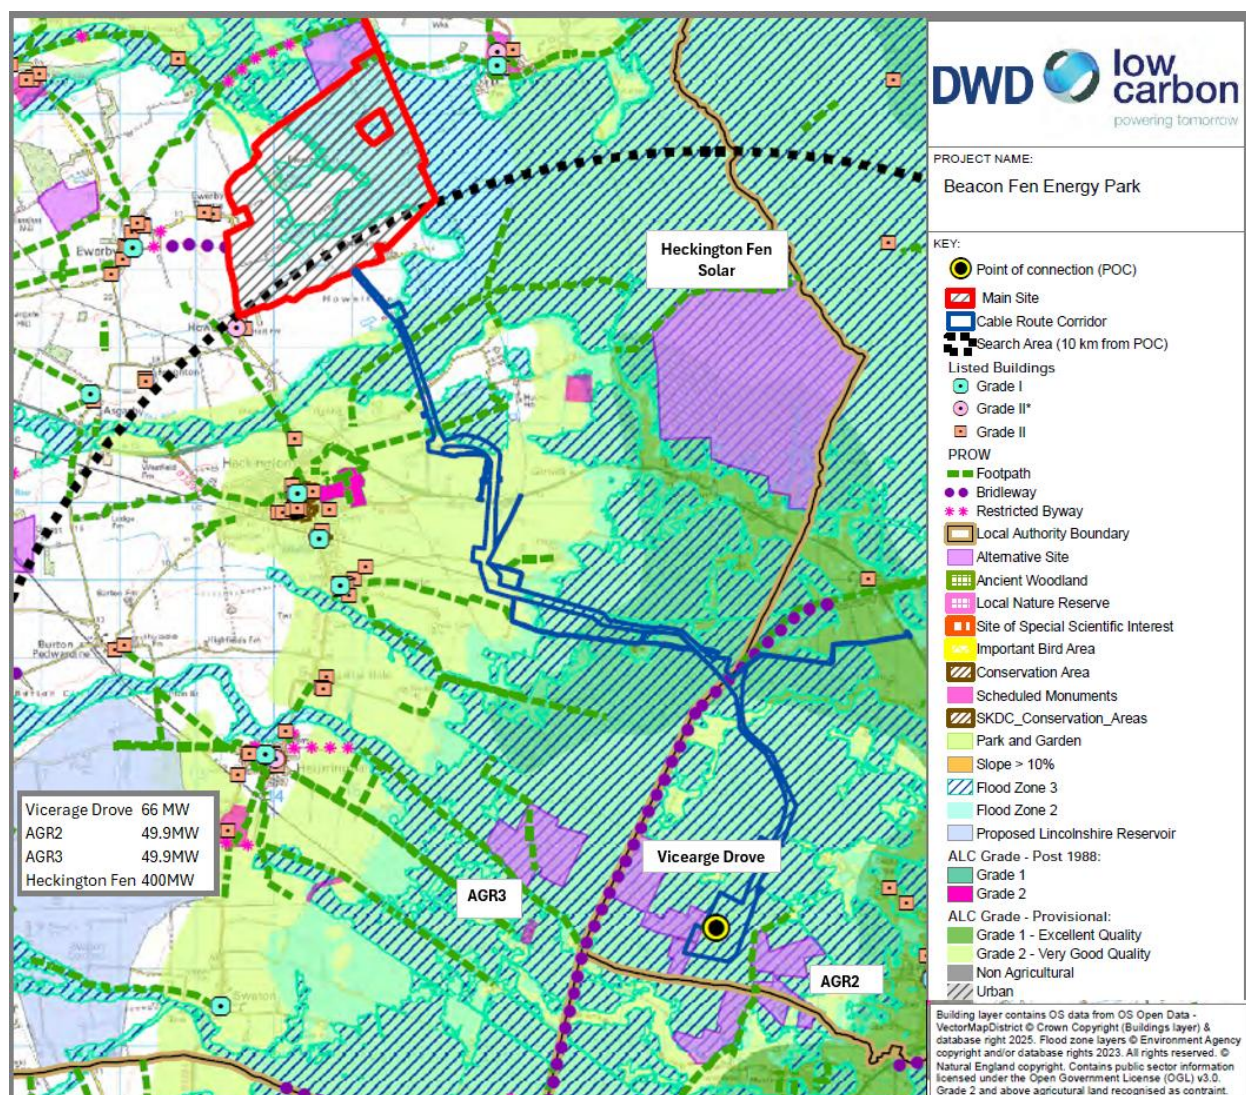 DWD
low
carbon
powering tomorrow
PROJECT NAME:
Beacon Fen Energy Park
KEY:
Point of connection (POC)
Main Site
Cable Route Corridor
Search Area (10 km from POC)
Listed Buildings
Grade I
Grade II*
Grade II
PROW
Footpath
Bridleway
Restricted Byway
Local Authority Boundary
Alternative Site
Ancient Woodland
Local Nature Reserve
Site of Special Scientific Interest
Important Bird Area
Conservation Area
Scheduled Monuments
SKDC_Conservation_Areas
Park and Garden
Slope > 10%
Flood Zone 3
Flood Zone 2
Proposed Lincolnshire Reservoir
ALC Grade - Post 1988:
Grade 1
Grade 2
ALC Grade - Provisional:
Grade 1 - Excellent Quality
Grade 2 - Very Good Quality
Non Agricultural
Urban
Building layer contains OS data from OS Open Data -
VectorMapDistrict © Crown Copyright (Buildings layer) &
database right 2025. Flood zone layers © Environment Agency
copyright and/or database rights 2023. All rights reserved. ©
Natural England copyright. Contains public sector information
licensed under the Open Government License (OGL) v3.0.
Grade 2 and above agricutural land recognised as contraint.
Heckington Fen
Solar
Vicearge Drove
AGR3
AGR2
Vicerage Drove 66 MW
AGR2 49.9MW
AGR3 49.9MW
Heckington Fen 400MW
Ewerby
Asgarby
Heckington
Burton
Pedwardine
Swaton